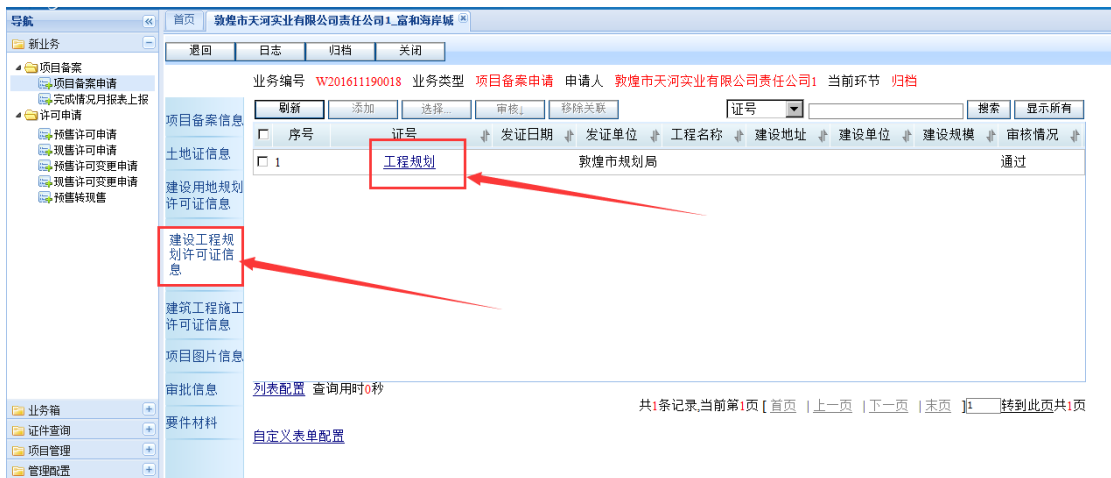 导航
首页 敦煌市天河实业有限公司责任公司1_富和海岸城
新业务
退回 日志 归档 关闭
项目备案
项目备案申请
完成情况月报表上报
许可申请
预售许可申请
现售许可申请
预售许可变更申请
现售许可变更申请
预售转现售
业务编号 W201611190018 业务类型 项目备案申请 申请人 敦煌市天河实业有限公司责任公司1 当前环节 归档
刷新 添加 选择... 审核↓ 移除关联 证号 搜索 显示所有
序号 证号 发证日期 发证单位 工程名称 建设地址 建设单位 建设规模 审核情况
1 工程规划 敦煌市规划局 通过
项目备案信息
土地证信息
建设用地规划
许可证信息
建设工程规
划许可证信
息
建筑工程施工
许可证信息
项目图片信息
审批信息
要件材料
列表配置 查询用时0秒
共1条记录,当前第1页 [ 首页 | 上一页 | 下一页 | 末页 ]1 转到此页共1页
自定义表单配置
业务箱
证件查询
项目管理
管理配置